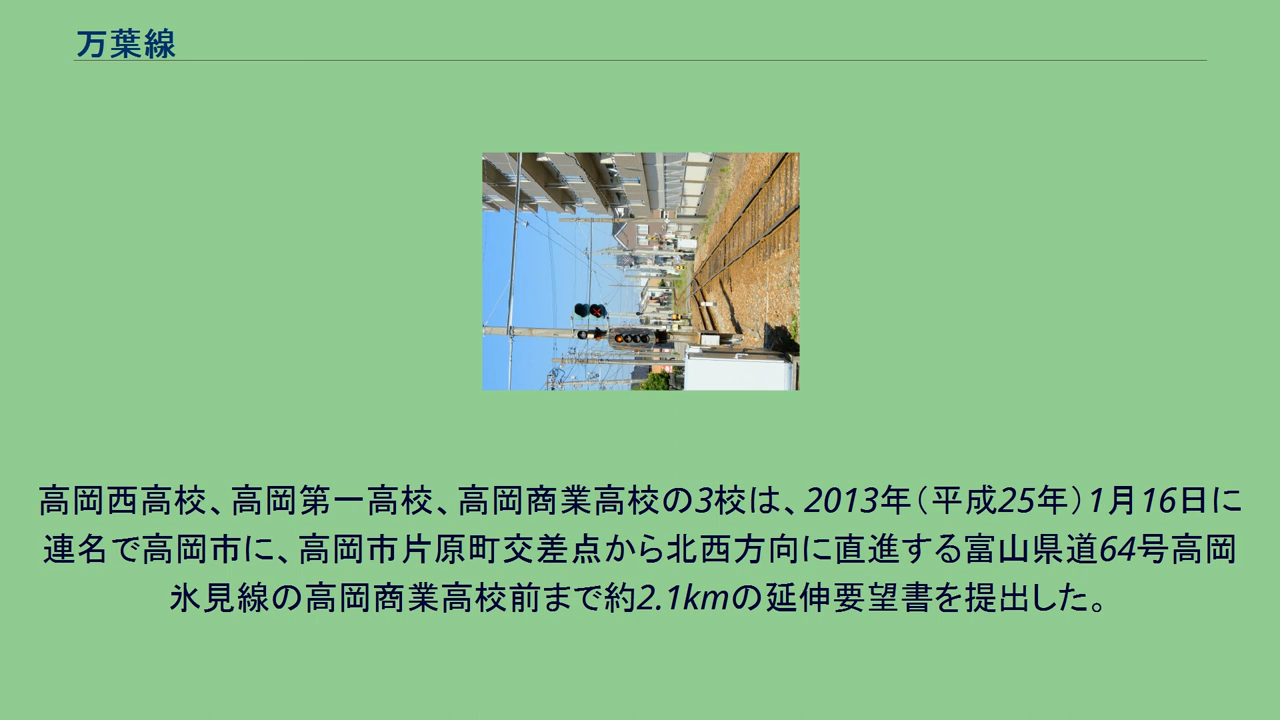 万葉線
高岡西高校、高岡第一高校、高岡商業高校の3校は、2013年（平成25年）1月16日に
連名で高岡市に、高岡市片原町交差点から北西方向に直進する富山県道64号高岡
氷見線の高岡商業高校前まで約2.1kmの延伸要望書を提出した。